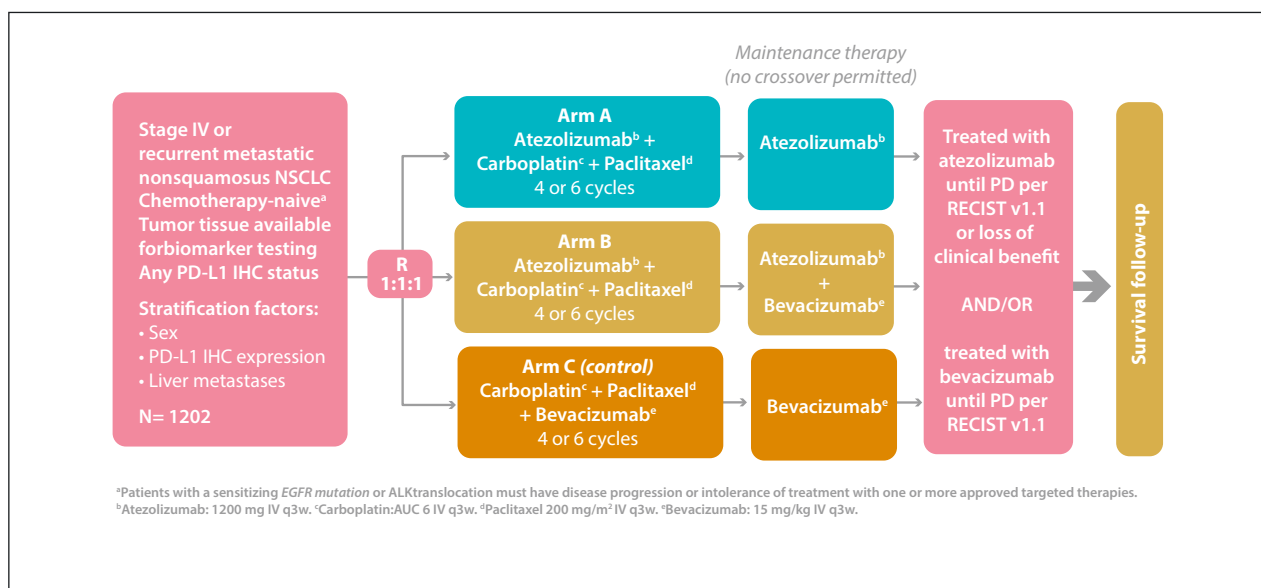 Maintenance therapy
(no crossover permitted)
Stage IV or
recurrent metastatic
nonsquamosus NSCLC
Chemotherapy-naiveᵃ
Tumor tissue available
forbiomarker testing
Any PD-L1 IHC status
Stratification factors:
• Sex
• PD-L1 IHC expression
• Liver metastases
N= 1202
R
1:1:1
Arm A
Atezolizumabᵇ +
Carboplatinᶜ + Paclitaxelᵈ
4 or 6 cycles
Atezolizumabᵇ
Arm B
Atezolizumabᵇ +
Carboplatinᶜ + Paclitaxelᵈ
4 or 6 cycles
Atezolizumabᵇ
+
Bevacizumabᵉ
Arm C (control)
Carboplatinᶜ + Paclitaxelᵈ
+ Bevacizumabᵉ
4 or 6 cycles
Bevacizumabᵉ
Treated with
atezolizumab
until PD per
RECIST v1.1
or loss of
clinical benefit
AND/OR
treated with
bevacizumab
until PD per
RECIST v1.1
Survival follow-up
ᵃPatients with a sensitizing EGFR mutation or ALKtranslocation must have disease progression or intolerance of treatment with one or more approved targeted therapies.
ᵇAtezolizumab: 1200 mg IV q3w. ᶜCarboplatin:AUC 6 IV q3w. ᵈPaclitaxel 200 mg/m² IV q3w. ᵉBevacizumab: 15 mg/kg IV q3w.